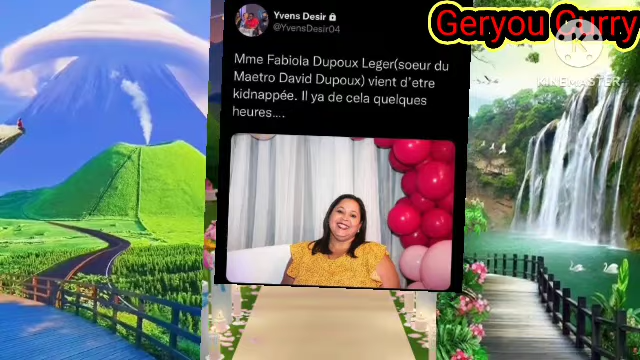 Geryou Curry
KINEMASTER
Yvens Desir
@YvensDesir04
Mme Fabiola Dupoux Leger(soeur du
Maetro David Dupoux) vient d'etre
kidnappée. Il ya de cela quelques
heures....